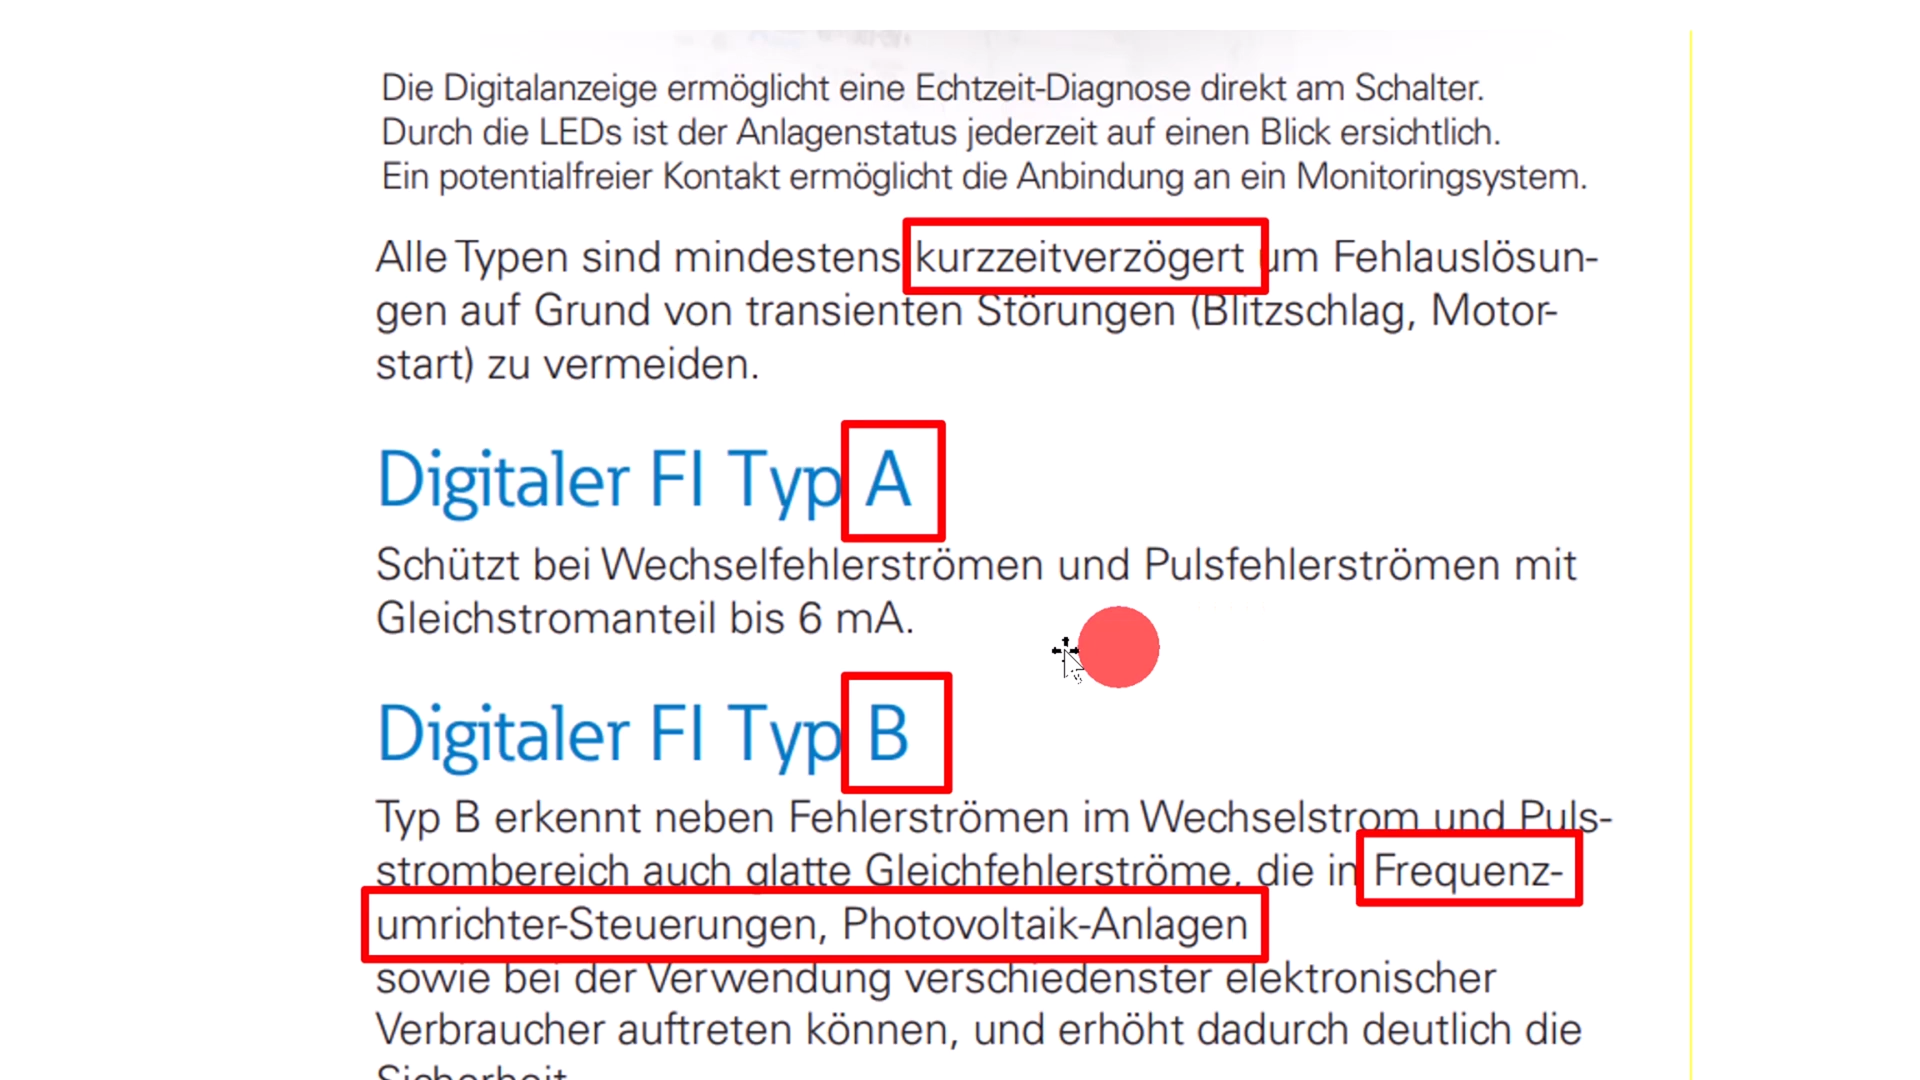 Die Digitalanzeige ermöglicht eine Echtzeit-Diagnose direkt am Schalter.
Durch die LEDs ist der Anlagenstatus jederzeit auf einen Blick ersichtlich.
Ein potentialfreier Kontakt ermöglicht die Anbindung an ein Monitoringsystem.
Alle Typen sind mindestens kurzzeitverzögert um Fehlauslösun-
gen auf Grund von transienten Störungen (Blitzschlag, Motor-
start) zu vermeiden.
Digitaler FI Typ A
Schützt bei Wechselfehlerströmen und Pulsfehlerströmen mit
Gleichstromanteil bis 6 mA.
Digitaler FI Typ B
Typ B erkennt neben Fehlerströmen im Wechselstrom und Puls-
strombereich auch glatte Gleichfehlerströme, die in Frequenz-
umrichter-Steuerungen, Photovoltaik-Anlagen
sowie bei der Verwendung verschiedenster elektronischer
Verbraucher auftreten können, und erhöht dadurch deutlich die
Sicherheit.